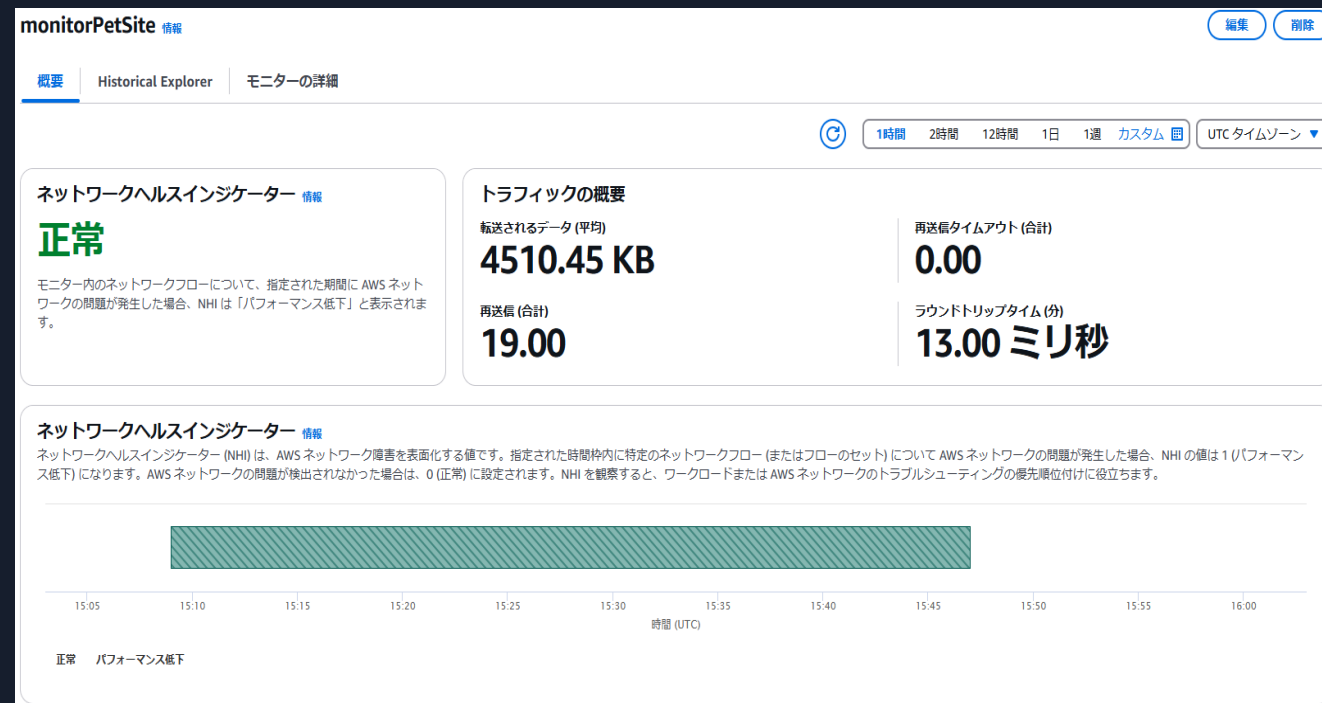 monitorPetSite 情報
編集
削除
概要
Historical Explorer
モニターの詳細
1時間 2時間 12時間 1日 1週 カスタム
UTC タイムゾーン
ネットワークヘルスインジケーター 情報
正常
モニター内のネットワークフローについて、指定された期間に AWS ネット
ワークの問題が発生した場合、NHI は「パフォーマンス低下」と表示されま
す。
トラフィックの概要
転送されるデータ (平均)
4510.45 KB
再送信タイムアウト (合計)
0.00
再送信 (合計)
19.00
ラウンドトリップタイム (分)
13.00 ミリ秒
ネットワークヘルスインジケーター 情報
ネットワークヘルスインジケーター (NHI) は、AWS ネットワーク障害を表面化する値です。指定された時間枠内に特定のネットワークフロー (またはフローのセット) について AWS ネットワークの問題が発生した場合、NHI の値は 1 (パフォーマン
ス低下) になります。AWS ネットワークの問題が検出されなかった場合は、0 (正常) に設定されます。NHI を観察すると、ワークロードまたは AWS ネットワークのトラブルシューティングの優先順位付けに役立ちます。
15:05 15:10 15:15 15:20 15:25 15:30 15:35 15:40 15:45 15:50 15:55 16:00
時間 (UTC)
正常 パフォーマンス低下